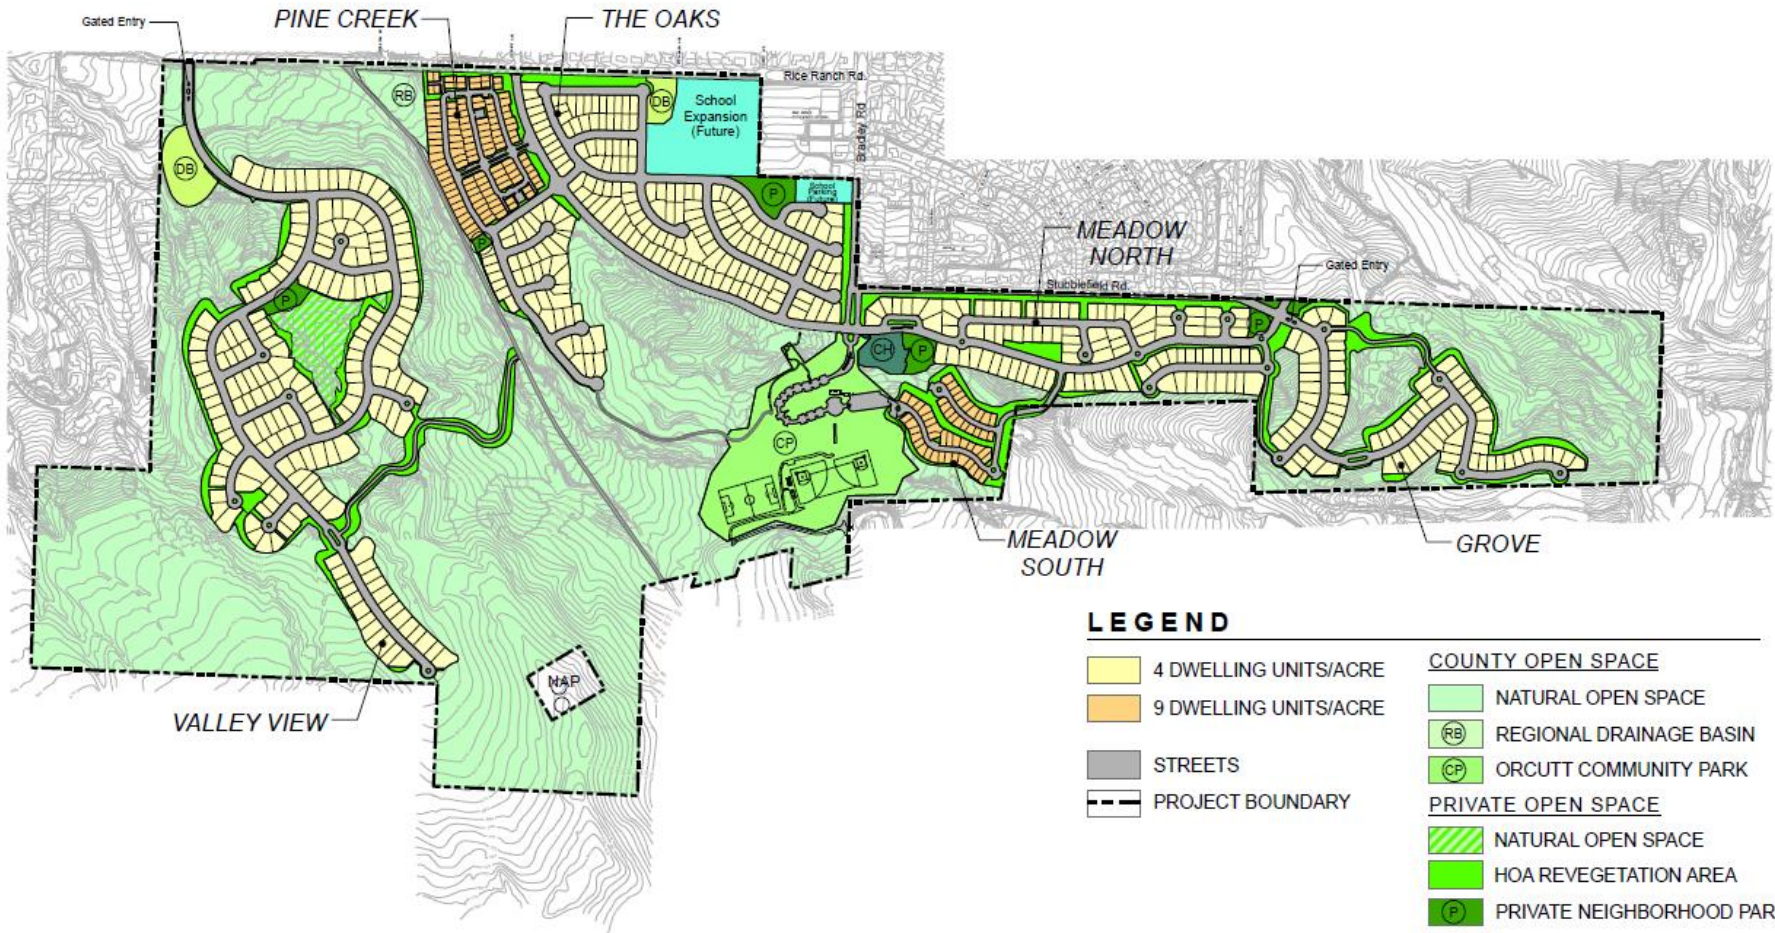 Gated Entry
PINE CREEK
THE OAKS
Rice Ranch Rd.
RB
DB
School
Expansion
(Future)
Bradley Rd
DB
P
School
Parking
(Future)
P
MEADOW
NORTH
Gated Entry
Stubblefield Rd.
P
P
CH
P
CP
MEADOW
SOUTH
GROVE
NAP
VALLEY VIEW
LEGEND
4 DWELLING UNITS/ACRE
9 DWELLING UNITS/ACRE
STREETS
PROJECT BOUNDARY
COUNTY OPEN SPACE
NATURAL OPEN SPACE
RB REGIONAL DRAINAGE BASIN
CP ORCUTT COMMUNITY PARK
PRIVATE OPEN SPACE
NATURAL OPEN SPACE
HOA REVEGETATION AREA
P PRIVATE NEIGHBORHOOD PAR